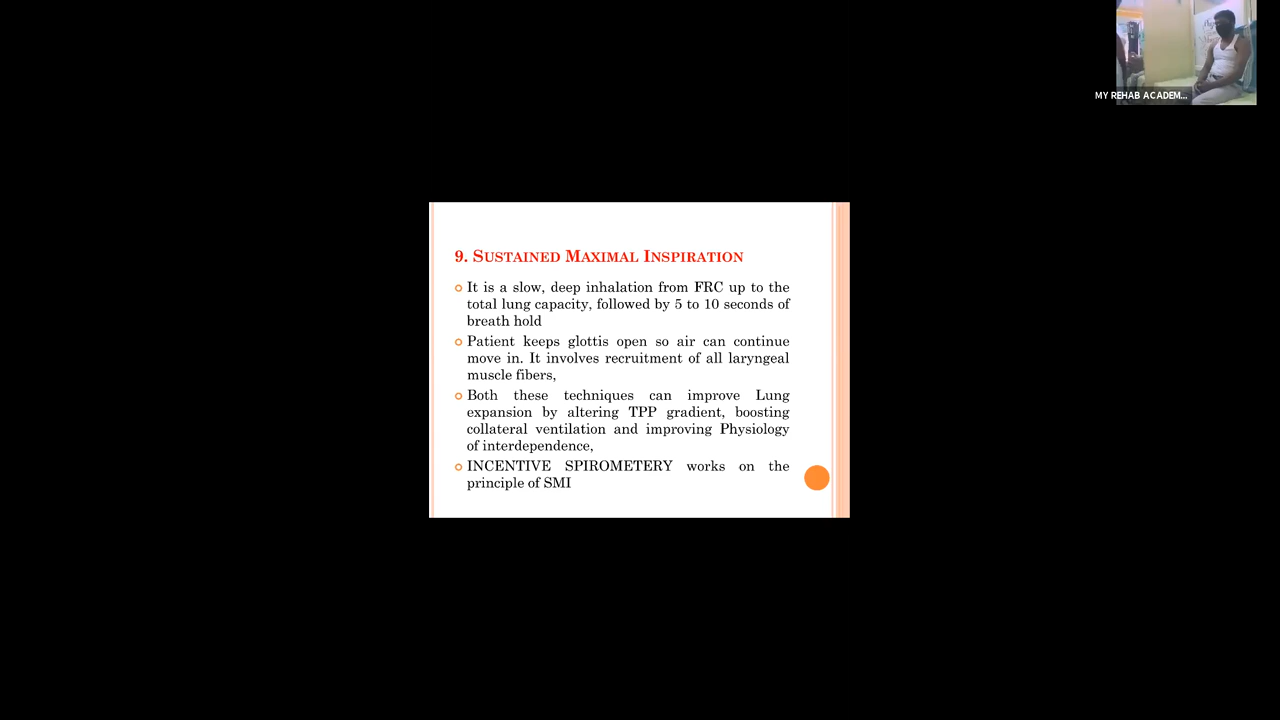 MY REHAB ACADEM...
9. SUSTAINED MAXIMAL INSPIRATION
It is a slow, deep inhalation from FRC up to the
total lung capacity, followed by 5 to 10 seconds of
breath hold
Patient keeps glottis open so air can continue
move in. It involves recruitment of all laryngeal
muscle fibers,
Both these techniques can improve Lung
expansion by altering TPP gradient, boosting
collateral ventilation and improving Physiology
of interdependence,
INCENTIVE SPIROMETERY works on the
principle of SMI